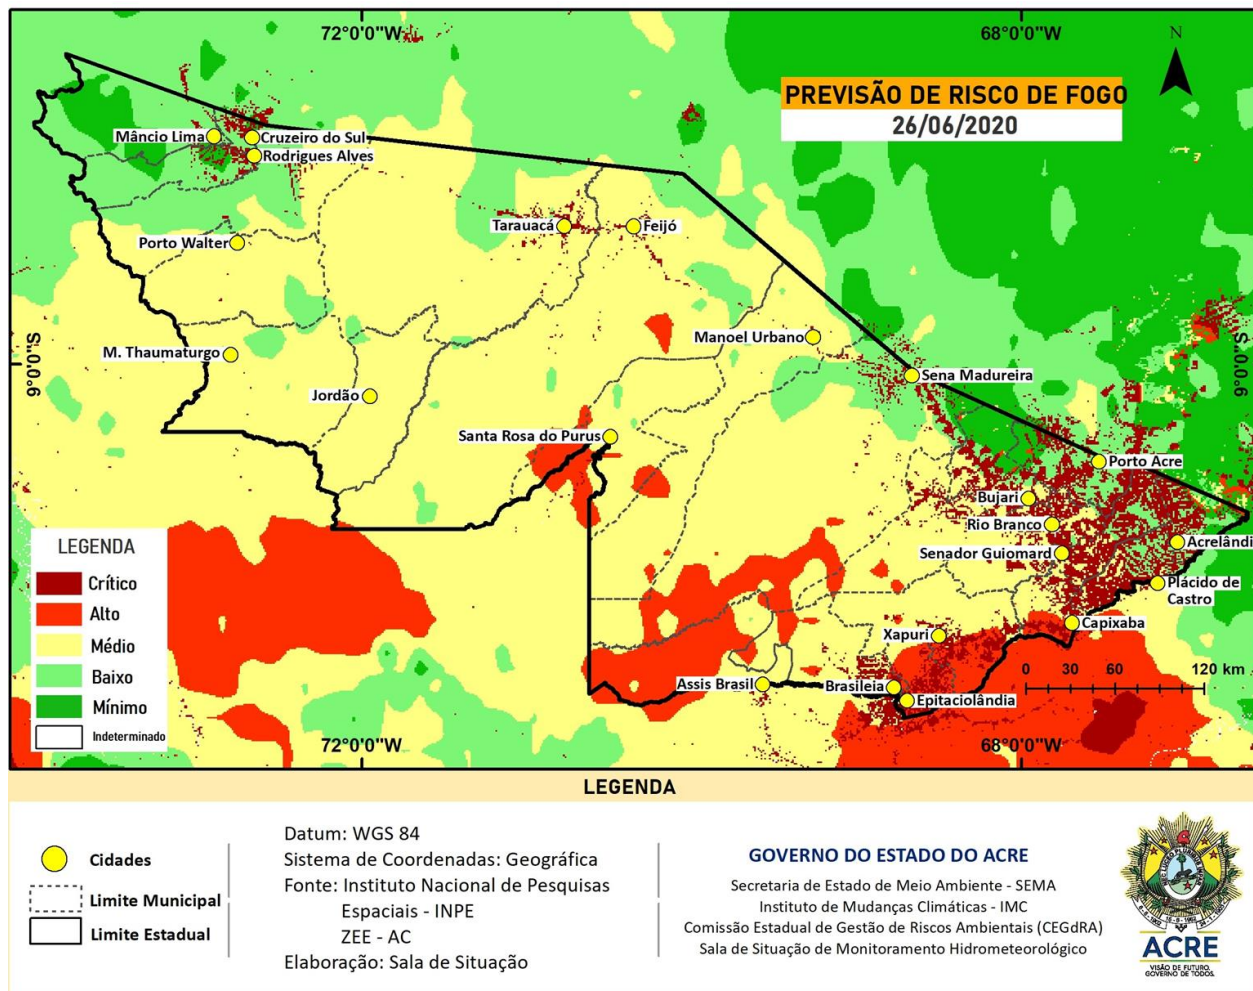 72°0'0"W
68°0'0"W
N
PREVISÃO DE RISCO DE FOGO
26/06/2020
Mâncio Lima
Cruzeiro do Sul
Rodrigues Alves
Tarauacá
Feijó
Porto Walter
Manoel Urbano
9°0'0"S
9°0'0"S
M. Thaumaturgo
Sena Madureira
Jordão
Santa Rosa do Purus
Porto Acre
Bujari
Rio Branco
Acrelândi
Senador Guiomard
Plácido de
Castro
Capixaba
Xapuri
Assis Brasil
Brasileia
Epitaciolândia
0 30 60 120 km
LEGENDA
Crítico
Alto
Médio
Baixo
Mínimo
Indeterminado
72°0'0"W
68°0'0"W
LEGENDA
Cidades
Limite Municipal
Limite Estadual
Datum: WGS 84
Sistema de Coordenadas: Geográfica
Fonte: Instituto Nacional de Pesquisas
Espaciais - INPE
ZEE - AC
Elaboração: Sala de Situação
GOVERNO DO ESTADO DO ACRE
Secretaria de Estado de Meio Ambiente - SEMA
Instituto de Mudanças Climáticas - IMC
Comissão Estadual de Gestão de Riscos Ambientais (CEGdRA)
Sala de Situação de Monitoramento Hidrometeorológico
ACRE
VISÃO DE FUTURO.
GOVERNO DE TODOS.